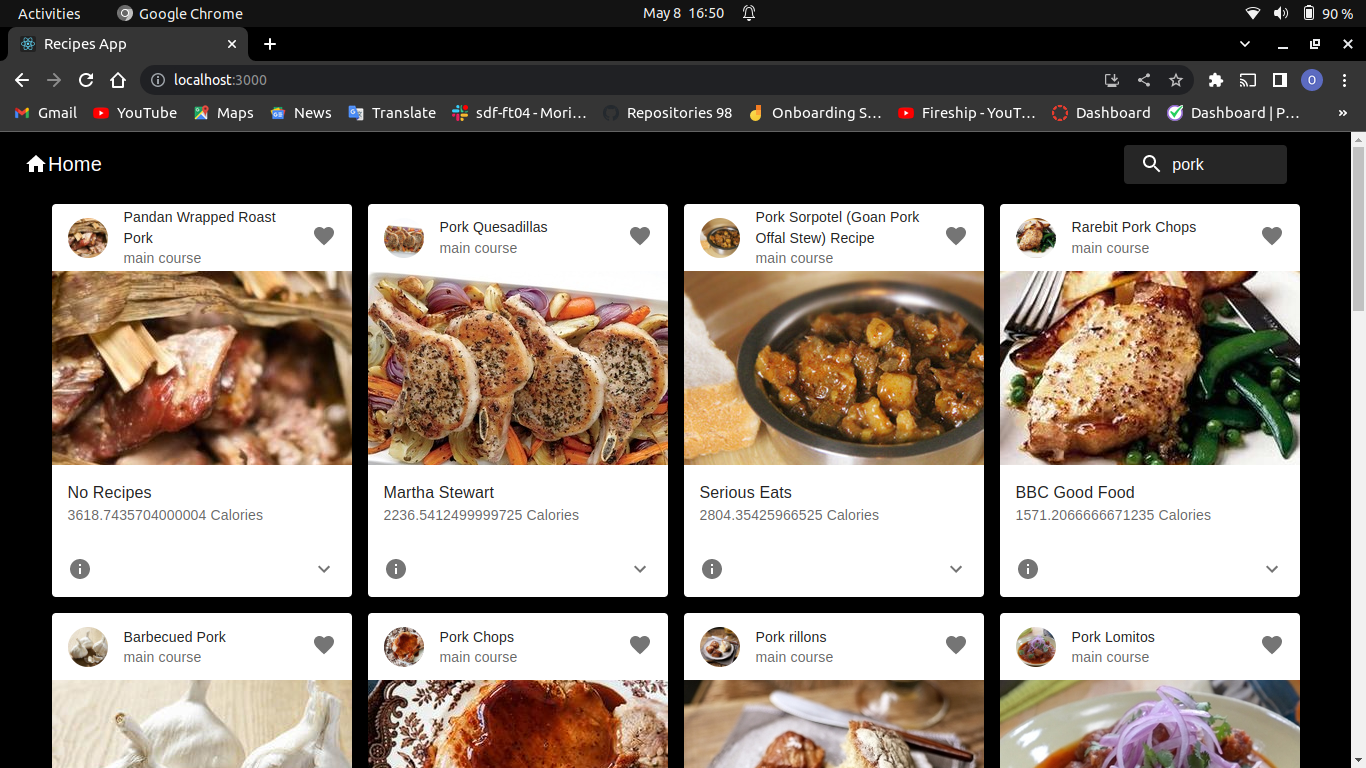 Activities
Google Chrome
May 8 16:50
90 %
Recipes App
localhost:3000
O
Gmail
YouTube
Maps
News
Translate
sdf-ft04 - Mori…
Repositories 98
Onboarding S…
Fireship - YouT…
Dashboard
Dashboard | P…
»
Home
pork
Pandan Wrapped Roast
Pork
main course
Pork Quesadillas
main course
Pork Sorpotel (Goan Pork
Offal Stew) Recipe
main course
Rarebit Pork Chops
main course
No Recipes
3618.7435704000004 Calories
Martha Stewart
2236.5412499999725 Calories
Serious Eats
2804.35425966525 Calories
BBC Good Food
1571.2066666671235 Calories
Barbecued Pork
main course
Pork Chops
main course
Pork rillons
main course
Pork Lomitos
main course